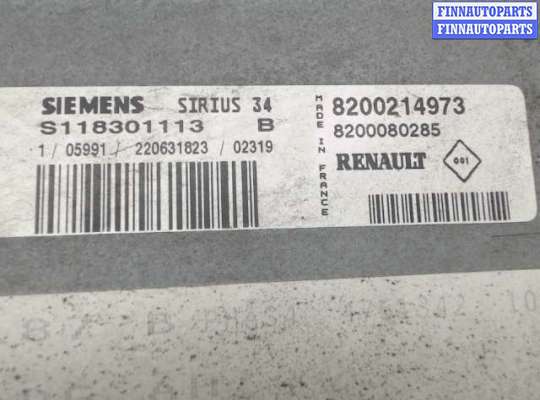 FINNAUTOPARTS
FINNAUTOPARTS
SIEMENS SIRIUS 34
S118301113 B
1 / 05991 / 220631823 / 02319
MADE IN FRANCE
8200214973
8200080285
RENAULT
001